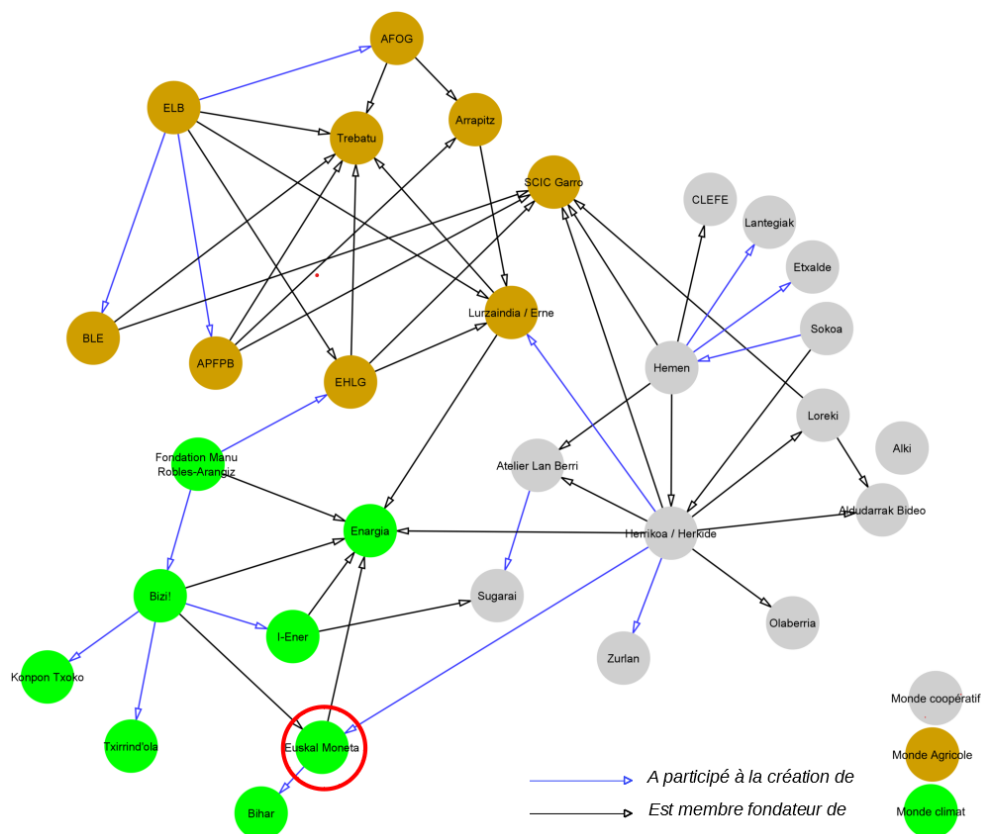 AFOG
ELB
Arrapitz
Trebatu
SCIC Garro
CLEFE
Lantegiak
Etxalde
Lurzaindia / Erne
Sokoa
BLE
APFPB
EHLG
Hemen
Loreki
Alki
Fondation Manu
Robles-Arangiz
Atelier Lan Berri
Aldudarrak Bideo
Enargia
Herrikoa / Herkide
Bizi!
Sugarai
I-Ener
Olaberria
Zurlan
Konpon Txoko
Txirrind'ola
Euskal Moneta
Bihar
Monde coopératif
Monde Agricole
Monde climat
A participé à la création de
Est membre fondateur de